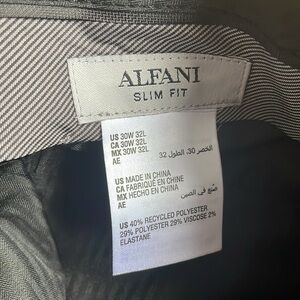 ALFANI
SLIM FIT
US 30W 32L
CA 30W 32L
MX 30W 32L
AE
الخصر 30، الطول 32
US MADE IN CHINA
CA FABRIQUÉ EN CHINE
MX HECHO EN CHINA
AE
صنع في الصين
US 40% RECYCLED POLYESTER
29% POLYESTER 29% VISCOSE 2%
ELASTANE